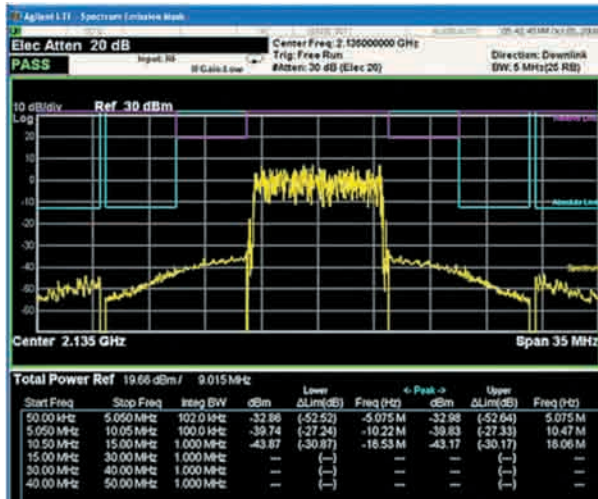 Agilent LTE - Spectrum Emission Mask
Elec Atten 20 dB
Center Freq: 2.135000000 GHz
PASS
Input: RF
Trig: Free Run
Direction: Downlink
IFGain:Low
#Atten: 30 dB (Elec 20)
BW: 5 MHz(25 RB)
10 dB/div
Ref 30 dBm
Log
Relative Limit
20
10
0
-10
Absolute Limit
-20
-30
-40
Spectrum
-50
-60
Center 2.135 GHz
Span 35 MHz
Total Power Ref 19.66 dBm / 9.015 MHz
Lower <- Peak -> Upper
Start Freq Stop Freq Integ BW dBm ΔLim(dB) Freq (Hz) dBm ΔLim(dB) Freq (Hz)
50.00 kHz 5.050 MHz 102.0 kHz -32.86 (-52.52) -5.075 M -32.98 (-52.64) 5.075 M
5.050 MHz 10.05 MHz 100.0 kHz -39.74 (-27.24) -10.22 M -39.83 (-27.33) 10.47 M
10.50 MHz 15.00 MHz 1.000 MHz -43.87 (-30.87) -16.53 M -43.17 (-30.17) 16.06 M
15.00 MHz 30.00 MHz 1.000 MHz --- (---) --- --- (---) ---
30.00 MHz 40.00 MHz 1.000 MHz --- (---) --- --- (---) ---
40.00 MHz 50.00 MHz 1.000 MHz --- (---) --- --- (---) ---